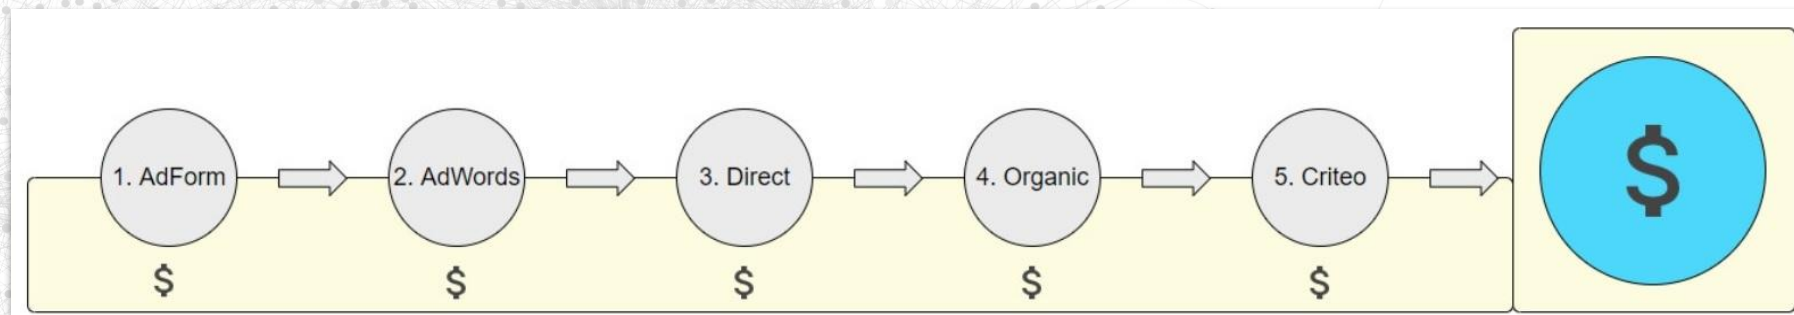 1. AdForm
2. AdWords
3. Direct
4. Organic
5. Criteo
$
$
$
$
$
$